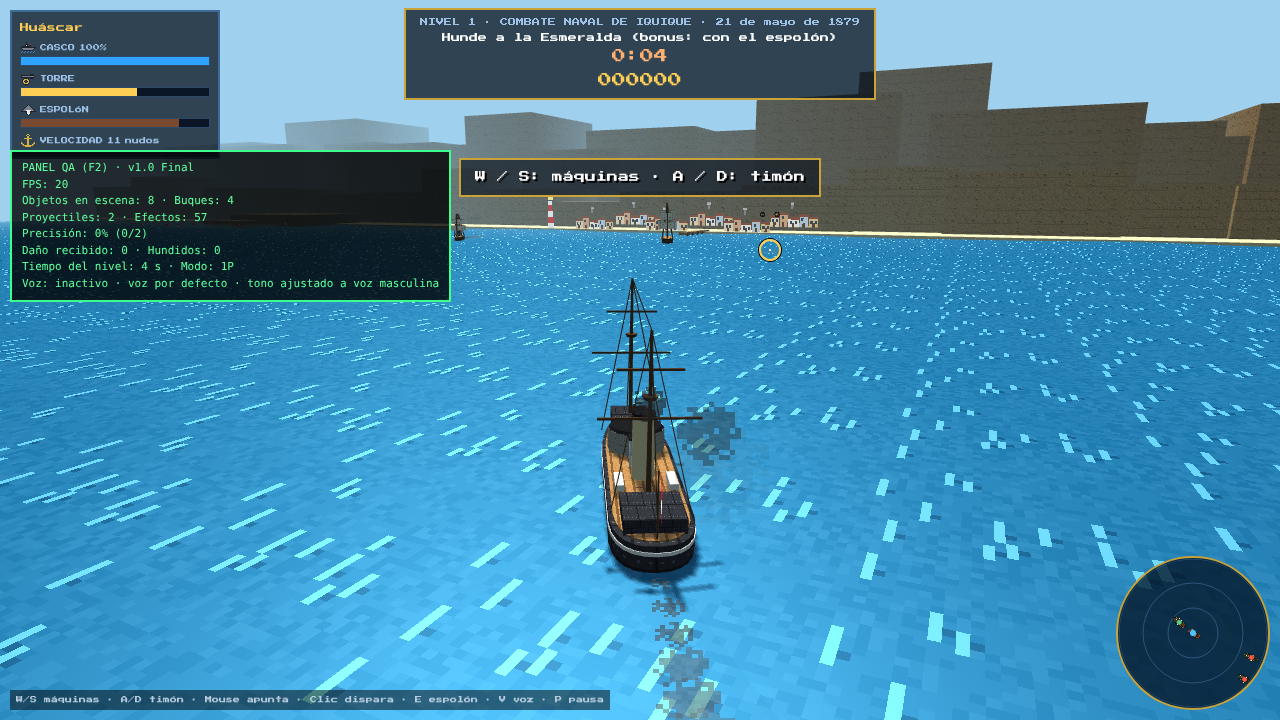 Huáscar
CASCO 100%
TORRE
ESPOLóN
VELOCIDAD 11 nudos
NIVEL 1 · COMBATE NAVAL DE IQUIQUE · 21 de mayo de 1879
Hunde a la Esmeralda (bonus: con el espolón)
0:04
000000
PANEL QA (F2) · v1.0 Final
FPS: 20
Objetos en escena: 8 · Buques: 4
Proyectiles: 2 · Efectos: 57
Precisión: 0% (0/2)
Daño recibido: 0 · Hundidos: 0
Tiempo del nivel: 4 s · Modo: 1P
Voz: inactivo · voz por defecto · tono ajustado a voz masculina
W / S: máquinas · A / D: timón
W/S máquinas · A/D timón · Mouse apunta · Clic dispara · E espolón · V voz · P pausa